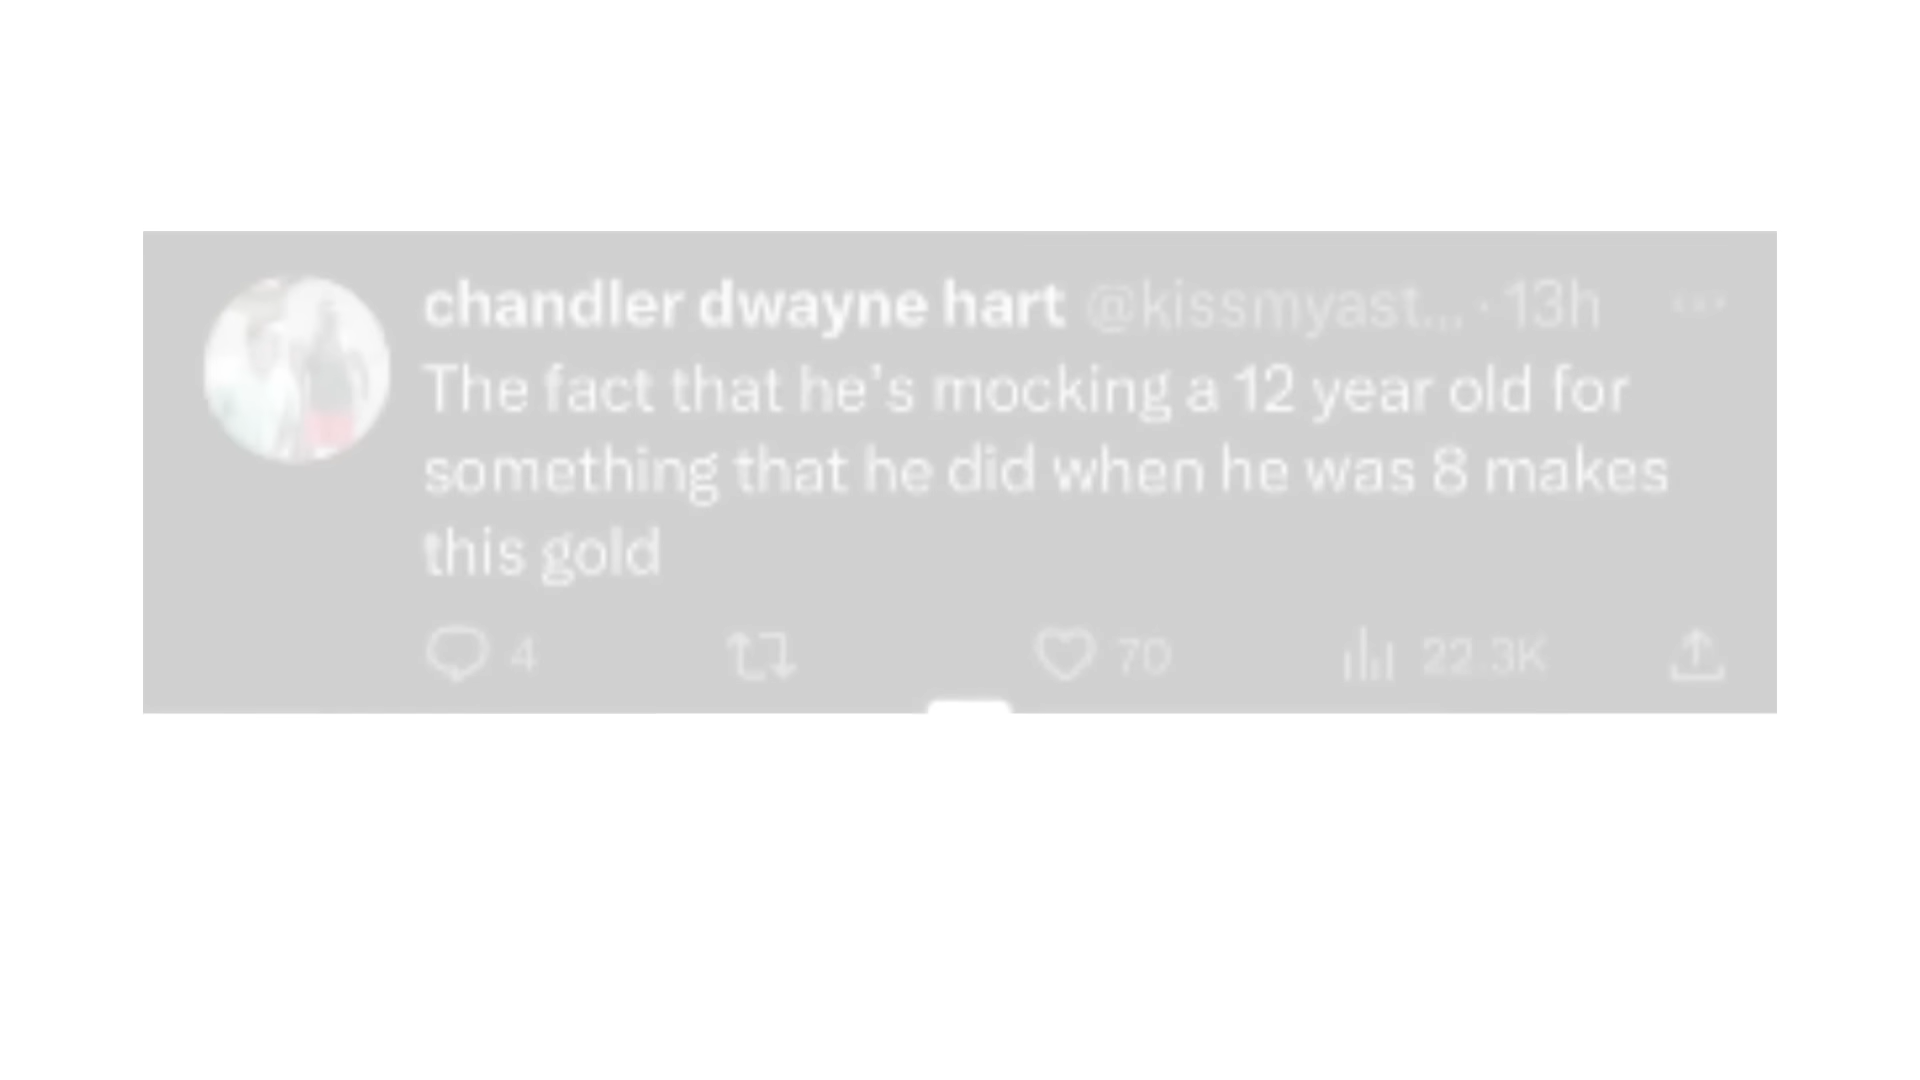 chandler dwayne hart @kissmyast... · 13h
The fact that he's mocking a 12 year old for
something that he did when he was 8 makes
this gold
4 70 22.3K